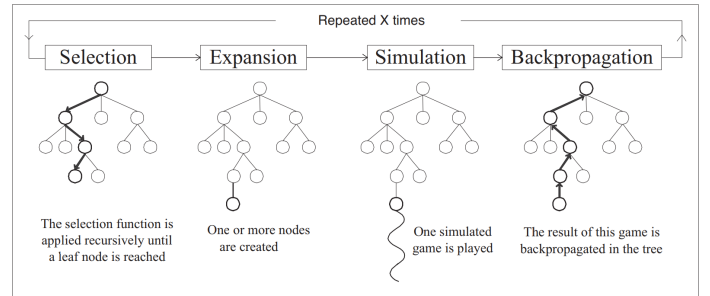 Repeated X times
Selection
Expansion
Simulation
Backpropagation
The selection function is
applied recursively until
a leaf node is reached
One or more nodes
are created
One simulated
game is played
The result of this game is
backpropagated in the tree